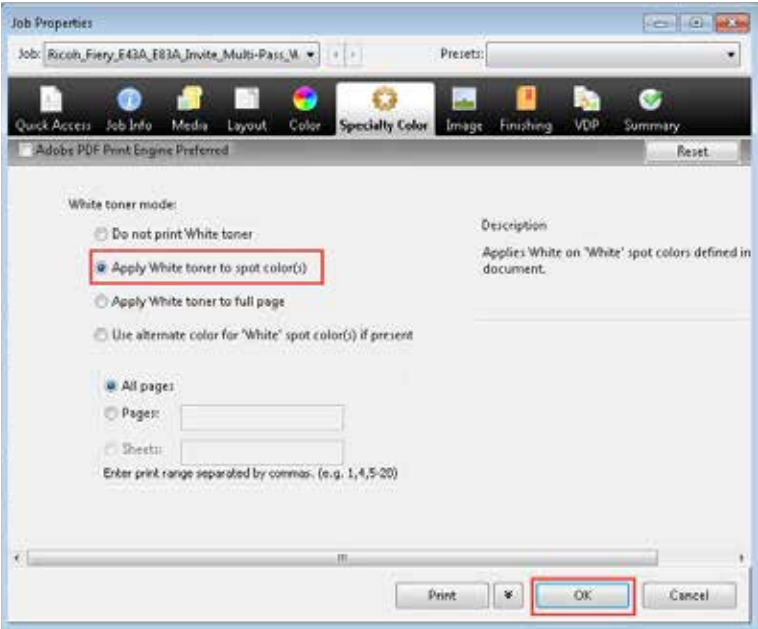 Job Properties
Job: Ricoh_Fiery_E43A_E83A_Invite_Multi-Pass_W Presets:
Quick Access Job Info Media Layout Color Specialty Color Image Finishing VDP Summary
Adobe PDF Print Engine Preferred Reset
White toner mode:
Do not print White toner
Description
Apply White toner to spot color(s)
Applies White on 'White' spot colors defined in
document.
Apply White toner to full page
Use alternate color for 'White' spot color(s) if present
All pages
Pages:
Sheets:
Enter print range separated by commas. (e.g. 1,4,5-20)
Print OK Cancel